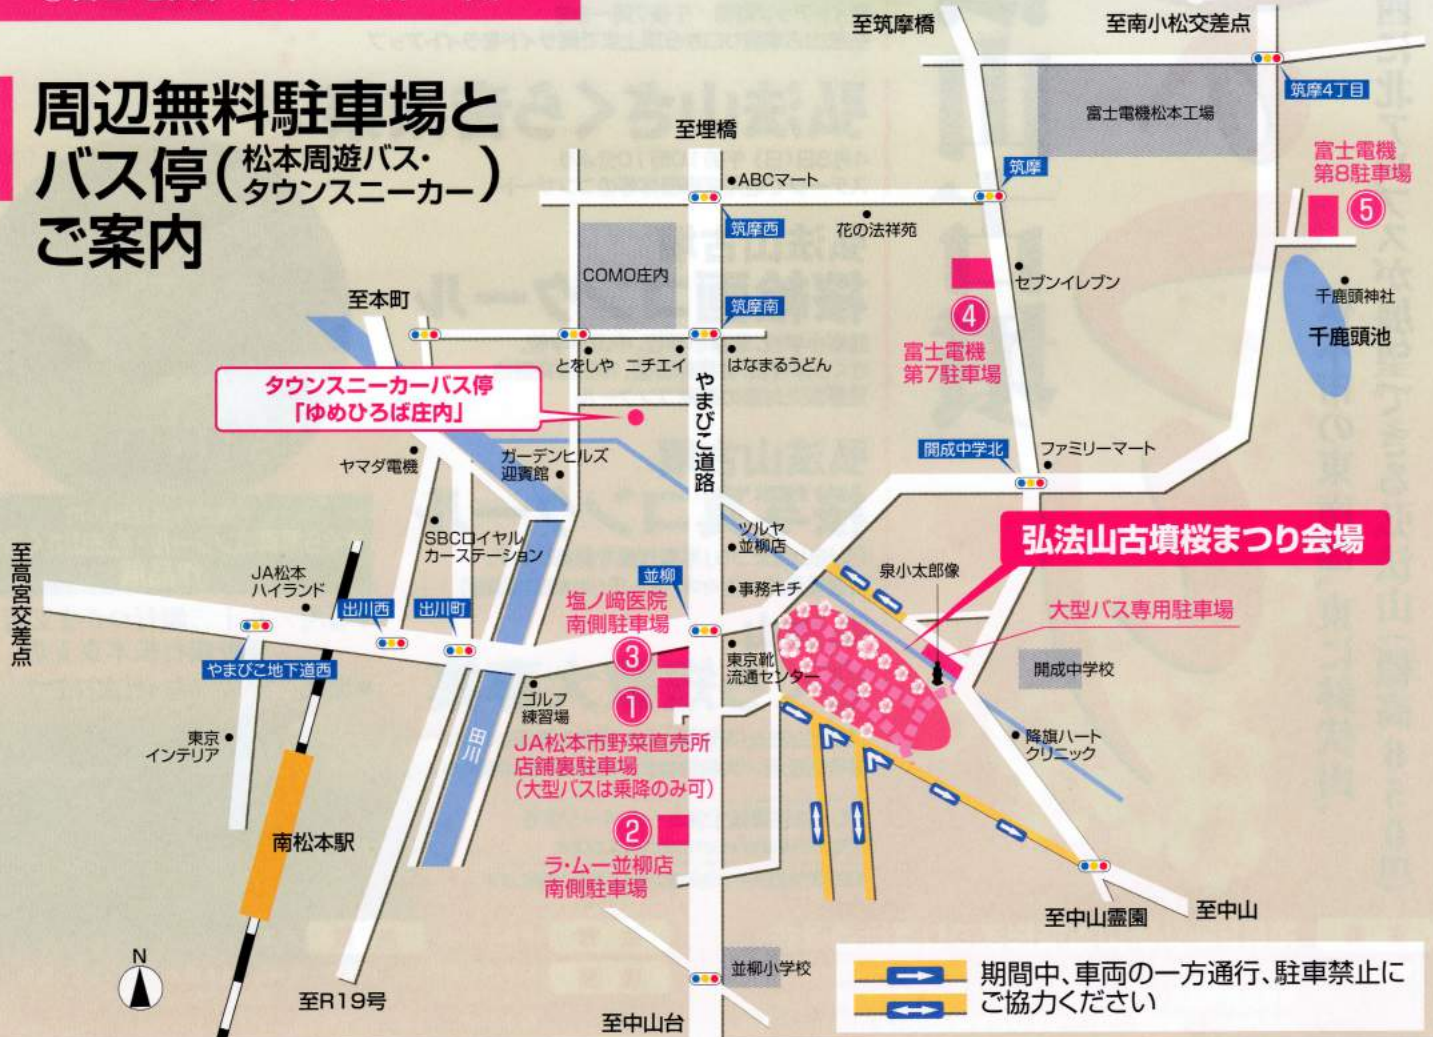 周辺無料駐車場と
バス停(松本周遊バス・
タウンスニーカー)
ご案内
至筑摩橋
至南小松交差点
筑摩4丁目
富士電機松本工場
富士電機
第8駐車場
⑤
至埋橋
ABCマート
筑摩
筑摩西
花の法祥苑
COMO庄内
セブンイレブン
千鹿頭神社
千鹿頭池
至本町
筑摩南
④
富士電機
第7駐車場
とをしや
ニチエイ
はなまるうどん
タウンスニーカーバス停
「ゆめひろば庄内」
やまびこ道路
ヤマダ電機
ガーデンヒルズ
迎賓館
開成中学北
ファミリーマート
SBCロイヤル
カーステーション
ツルヤ
並柳店
弘法山古墳桜まつり会場
至高宮交差点
JA松本
ハイランド
出川西
出川町
並柳
事務キチ
泉小太郎像
塩ノ﨑医院
南側駐車場
大型バス専用駐車場
③
やまびこ地下道西
東京靴
流通センター
開成中学校
①
ゴルフ
練習場
田川
東京
インテリア
JA松本市野菜直売所
店舗裏駐車場
(大型バスは乗降のみ可)
降旗ハート
クリニック
②
南松本駅
ラ・ムー並柳店
南側駐車場
至中山霊園
至中山
N
至R19号
並柳小学校
至中山台
期間中、車両の一方通行、駐車禁止に
ご協力ください